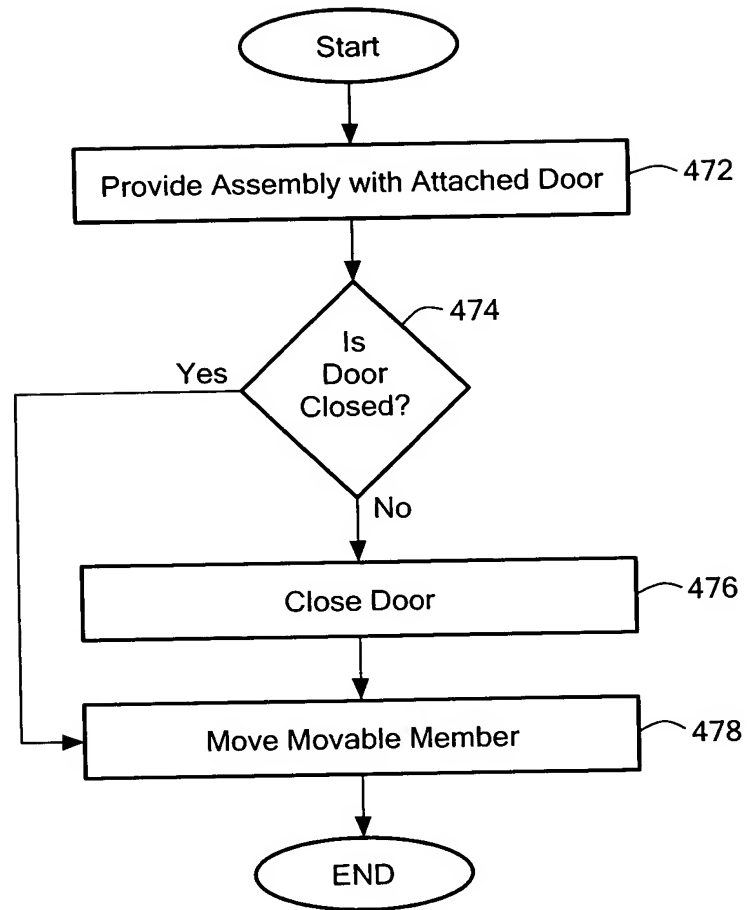 Start
Provide Assembly with Attached Door
472
474
Is
Door
Closed?
Yes
No
Close Door
476
Move Movable Member
478
END